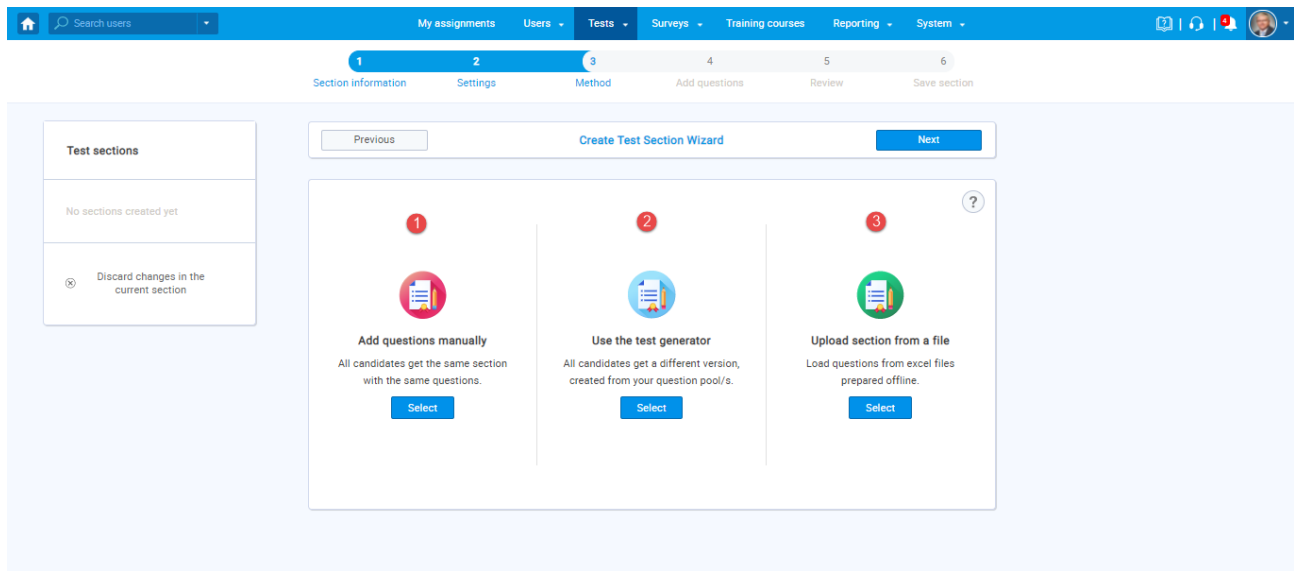 Search users
My assignments Users Tests Surveys Training courses Reporting System
4
1 2 3 4 5 6
Section information Settings Method Add questions Review Save section
Test sections
No sections created yet
Discard changes in the
current section
Previous Create Test Section Wizard Next
?
1 2 3
Add questions manually
All candidates get the same section
with the same questions.
Select
Use the test generator
All candidates get a different version,
created from your question pool/s.
Select
Upload section from a file
Load questions from excel files
prepared offline.
Select